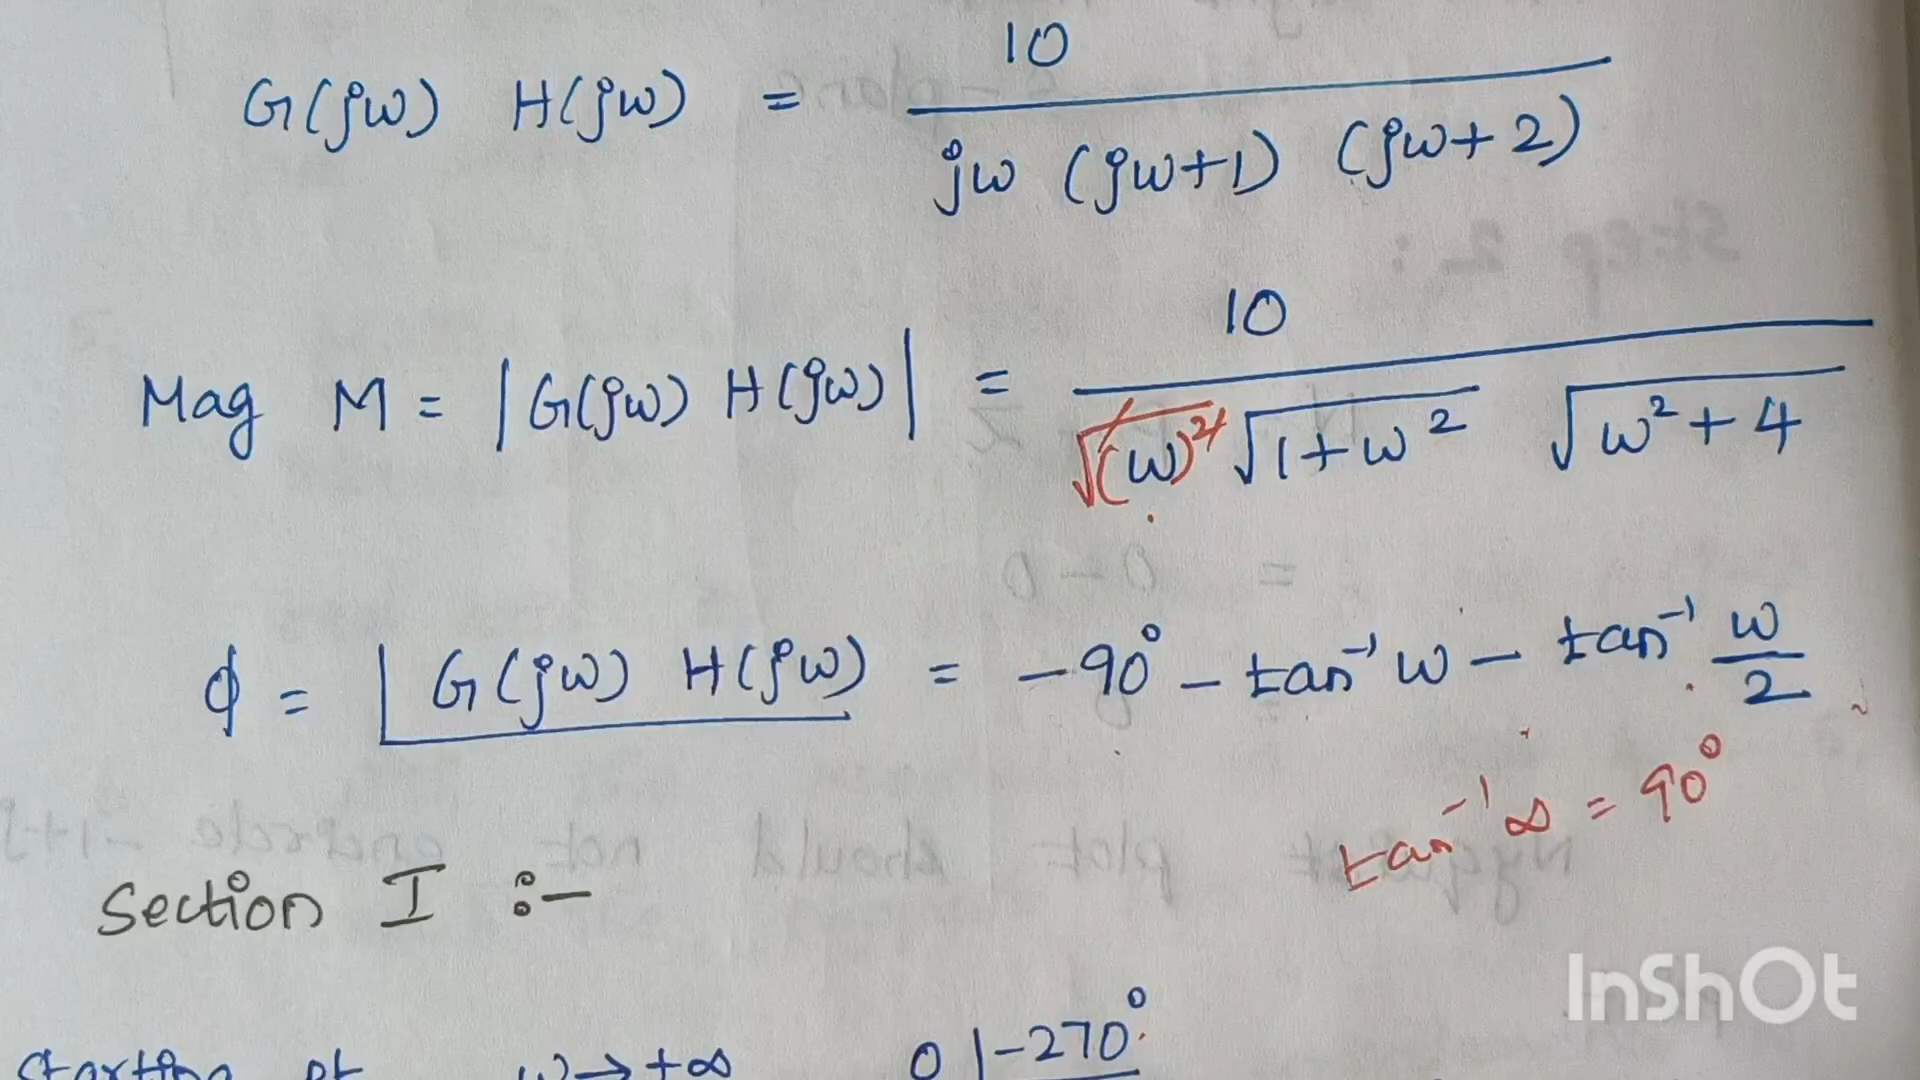 G(jω) H(jω) = 10 / jω (jω+1) (jω+2)
Mag M = |G(jω) H(jω)| = 10 / √(ω)² √1+ω² √ω²+4
ϕ = ∠G(jω) H(jω) = -90° - tan⁻¹ ω - tan⁻¹ ω/2
tan⁻¹ ∞ = 90°
Section I :-
InShOt
ω → +∞ 0 ∠-270°